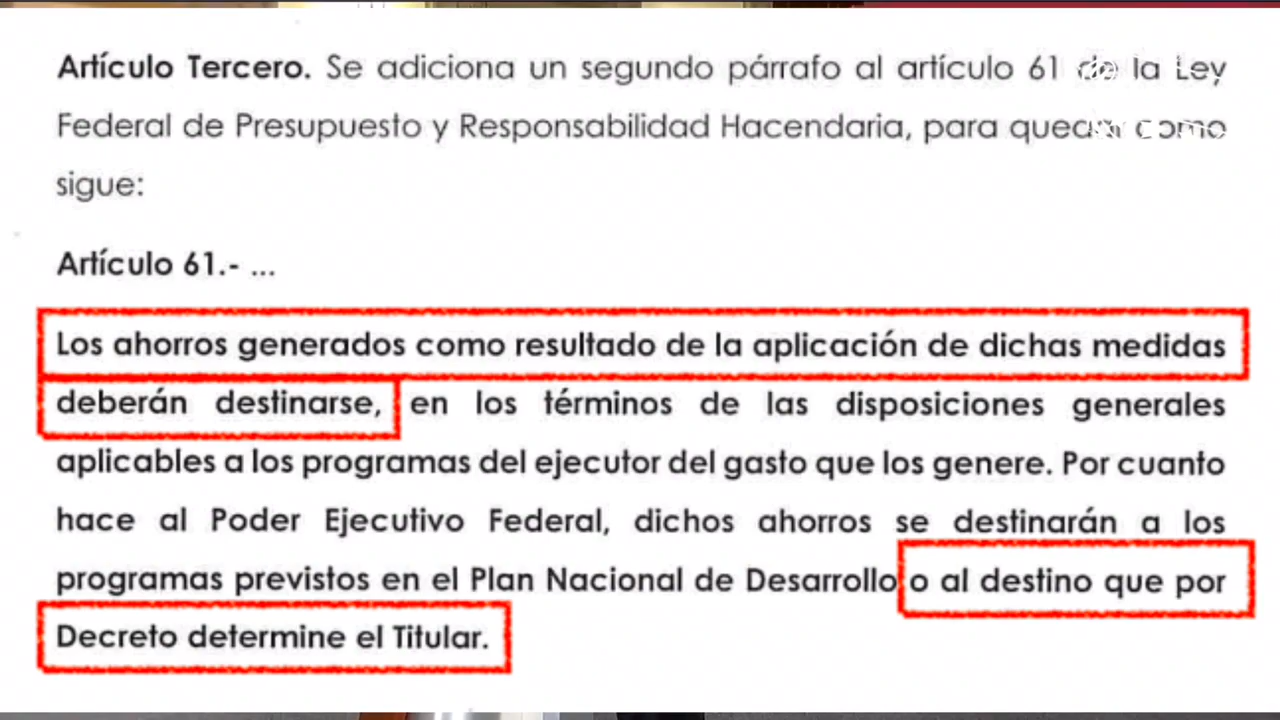 Artículo Tercero. Se adiciona un segundo párrafo al artículo 61 de la Ley
Federal de Presupuesto y Responsabilidad Hacendaria, para quedar como
sigue:
Artículo 61.- ...
Los ahorros generados como resultado de la aplicación de dichas medidas
deberán destinarse, en los términos de las disposiciones generales
aplicables a los programas del ejecutor del gasto que los genere. Por cuanto
hace al Poder Ejecutivo Federal, dichos ahorros se destinarán a los
programas previstos en el Plan Nacional de Desarrollo o al destino que por
Decreto determine el Titular.